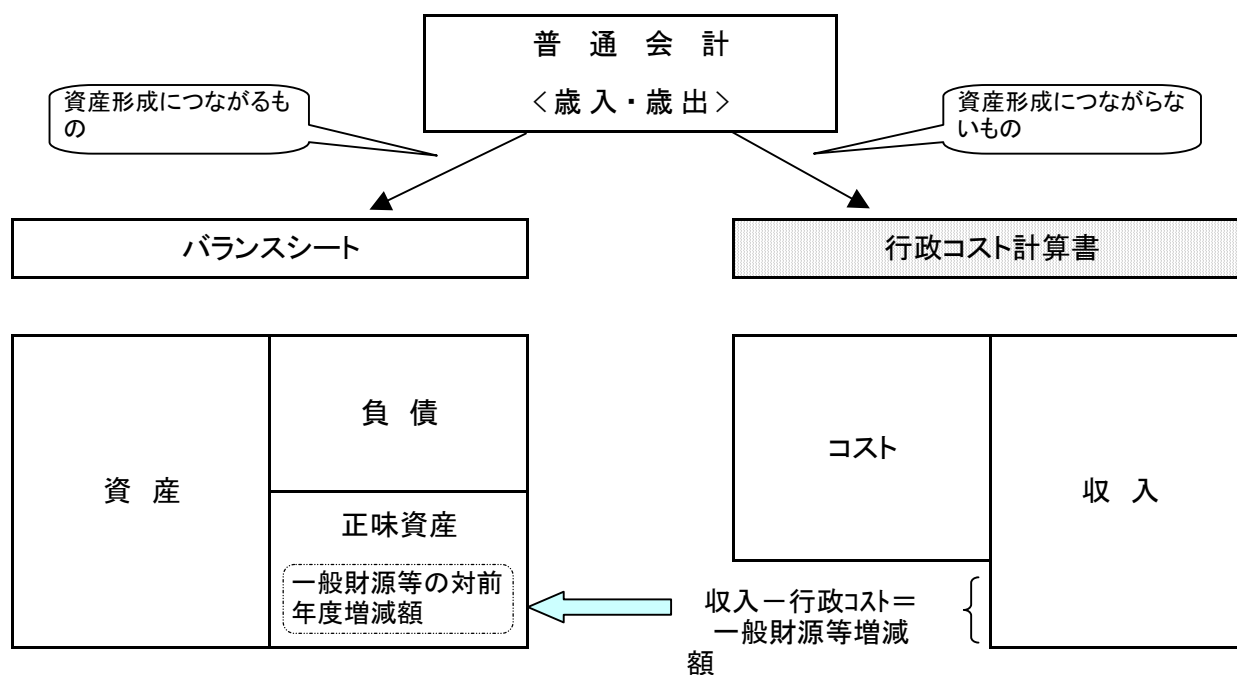 普通会計
<歳入・歳出>
資産形成につながるも
の
資産形成につながらな
いもの
バランスシート
行政コスト計算書
資産
負債
正味資産
一般財源等の対前
年度増減額
コスト
収入
収入－行政コスト＝
一般財源等増減
額